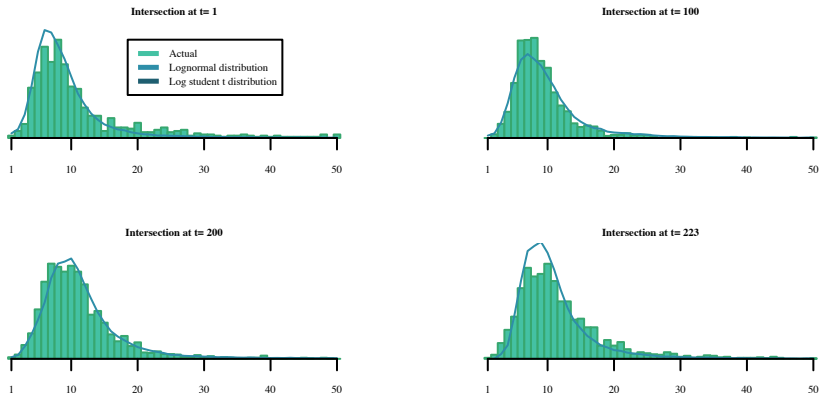 Intersection at t= 1
Actual
Lognormal distribution
Log student t distribution
1 10 20 30 40 50
Intersection at t= 100
1 10 20 30 40 50
Intersection at t= 200
1 10 20 30 40 50
Intersection at t= 223
1 10 20 30 40 50